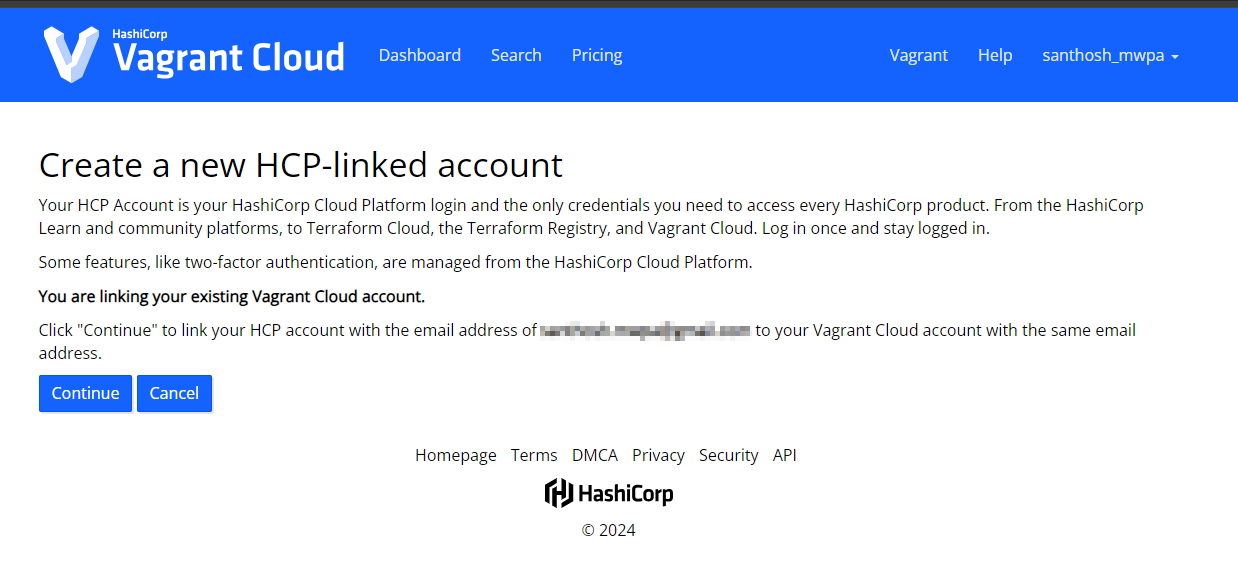 HashiCorp
Vagrant Cloud
Dashboard Search Pricing
Vagrant Help santhosh_mwpa
Create a new HCP-linked account
Your HCP Account is your HashiCorp Cloud Platform login and the only credentials you need to access every HashiCorp product. From the HashiCorp
Learn and community platforms, to Terraform Cloud, the Terraform Registry, and Vagrant Cloud. Log in once and stay logged in.
Some features, like two-factor authentication, are managed from the HashiCorp Cloud Platform.
You are linking your existing Vagrant Cloud account.
Click "Continue" to link your HCP account with the email address of to your Vagrant Cloud account with the same email
address.
Continue Cancel
Homepage Terms DMCA Privacy Security API
HashiCorp
© 2024